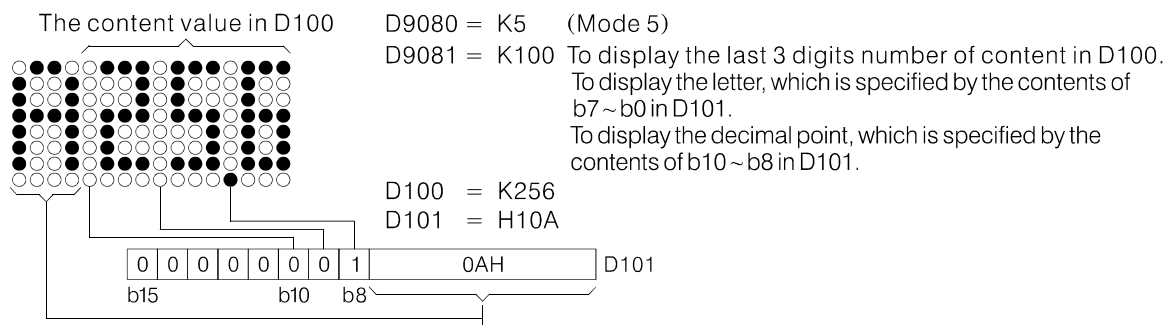 The content value in D100
D9080 = K5 (Mode 5)
D9081 = K100 To display the last 3 digits number of content in D100.
To display the letter, which is specified by the contents of
b7~b0 in D101.
To display the decimal point, which is specified by the
contents of b10~b8 in D101.
A256
D100 = K256
D101 = H10A
0 0 0 0 0 0 0 1 0AH D101
b15 b10 b8